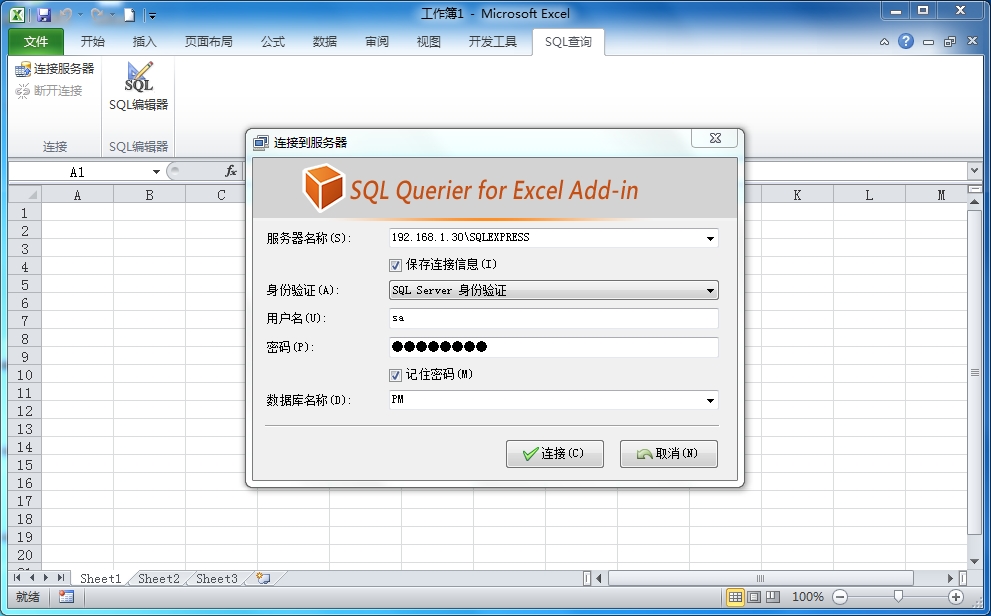 工作簿1 - Microsoft Excel
文件 开始 插入 页面布局 公式 数据 审阅 视图 开发工具 SQL查询
连接服务器
断开连接
SQL
SQL编辑器
连接 SQL编辑器
A1 fx
连接到服务器
SQL Querier for Excel Add-in
服务器名称(S): 192.168.1.30\SQLEXPRESS
保存连接信息(I)
身份验证(A): SQL Server 身份验证
用户名(U): sa
密码(P): ●●●●●●●●
记住密码(M)
数据库名称(D): PM
连接(C) 取消(N)
A B C K L M
1
2
3
4
5
6
7
8
9
10
11
12
13
14
15
16
17
18
19
20
Sheet1 Sheet2 Sheet3
就绪 100%